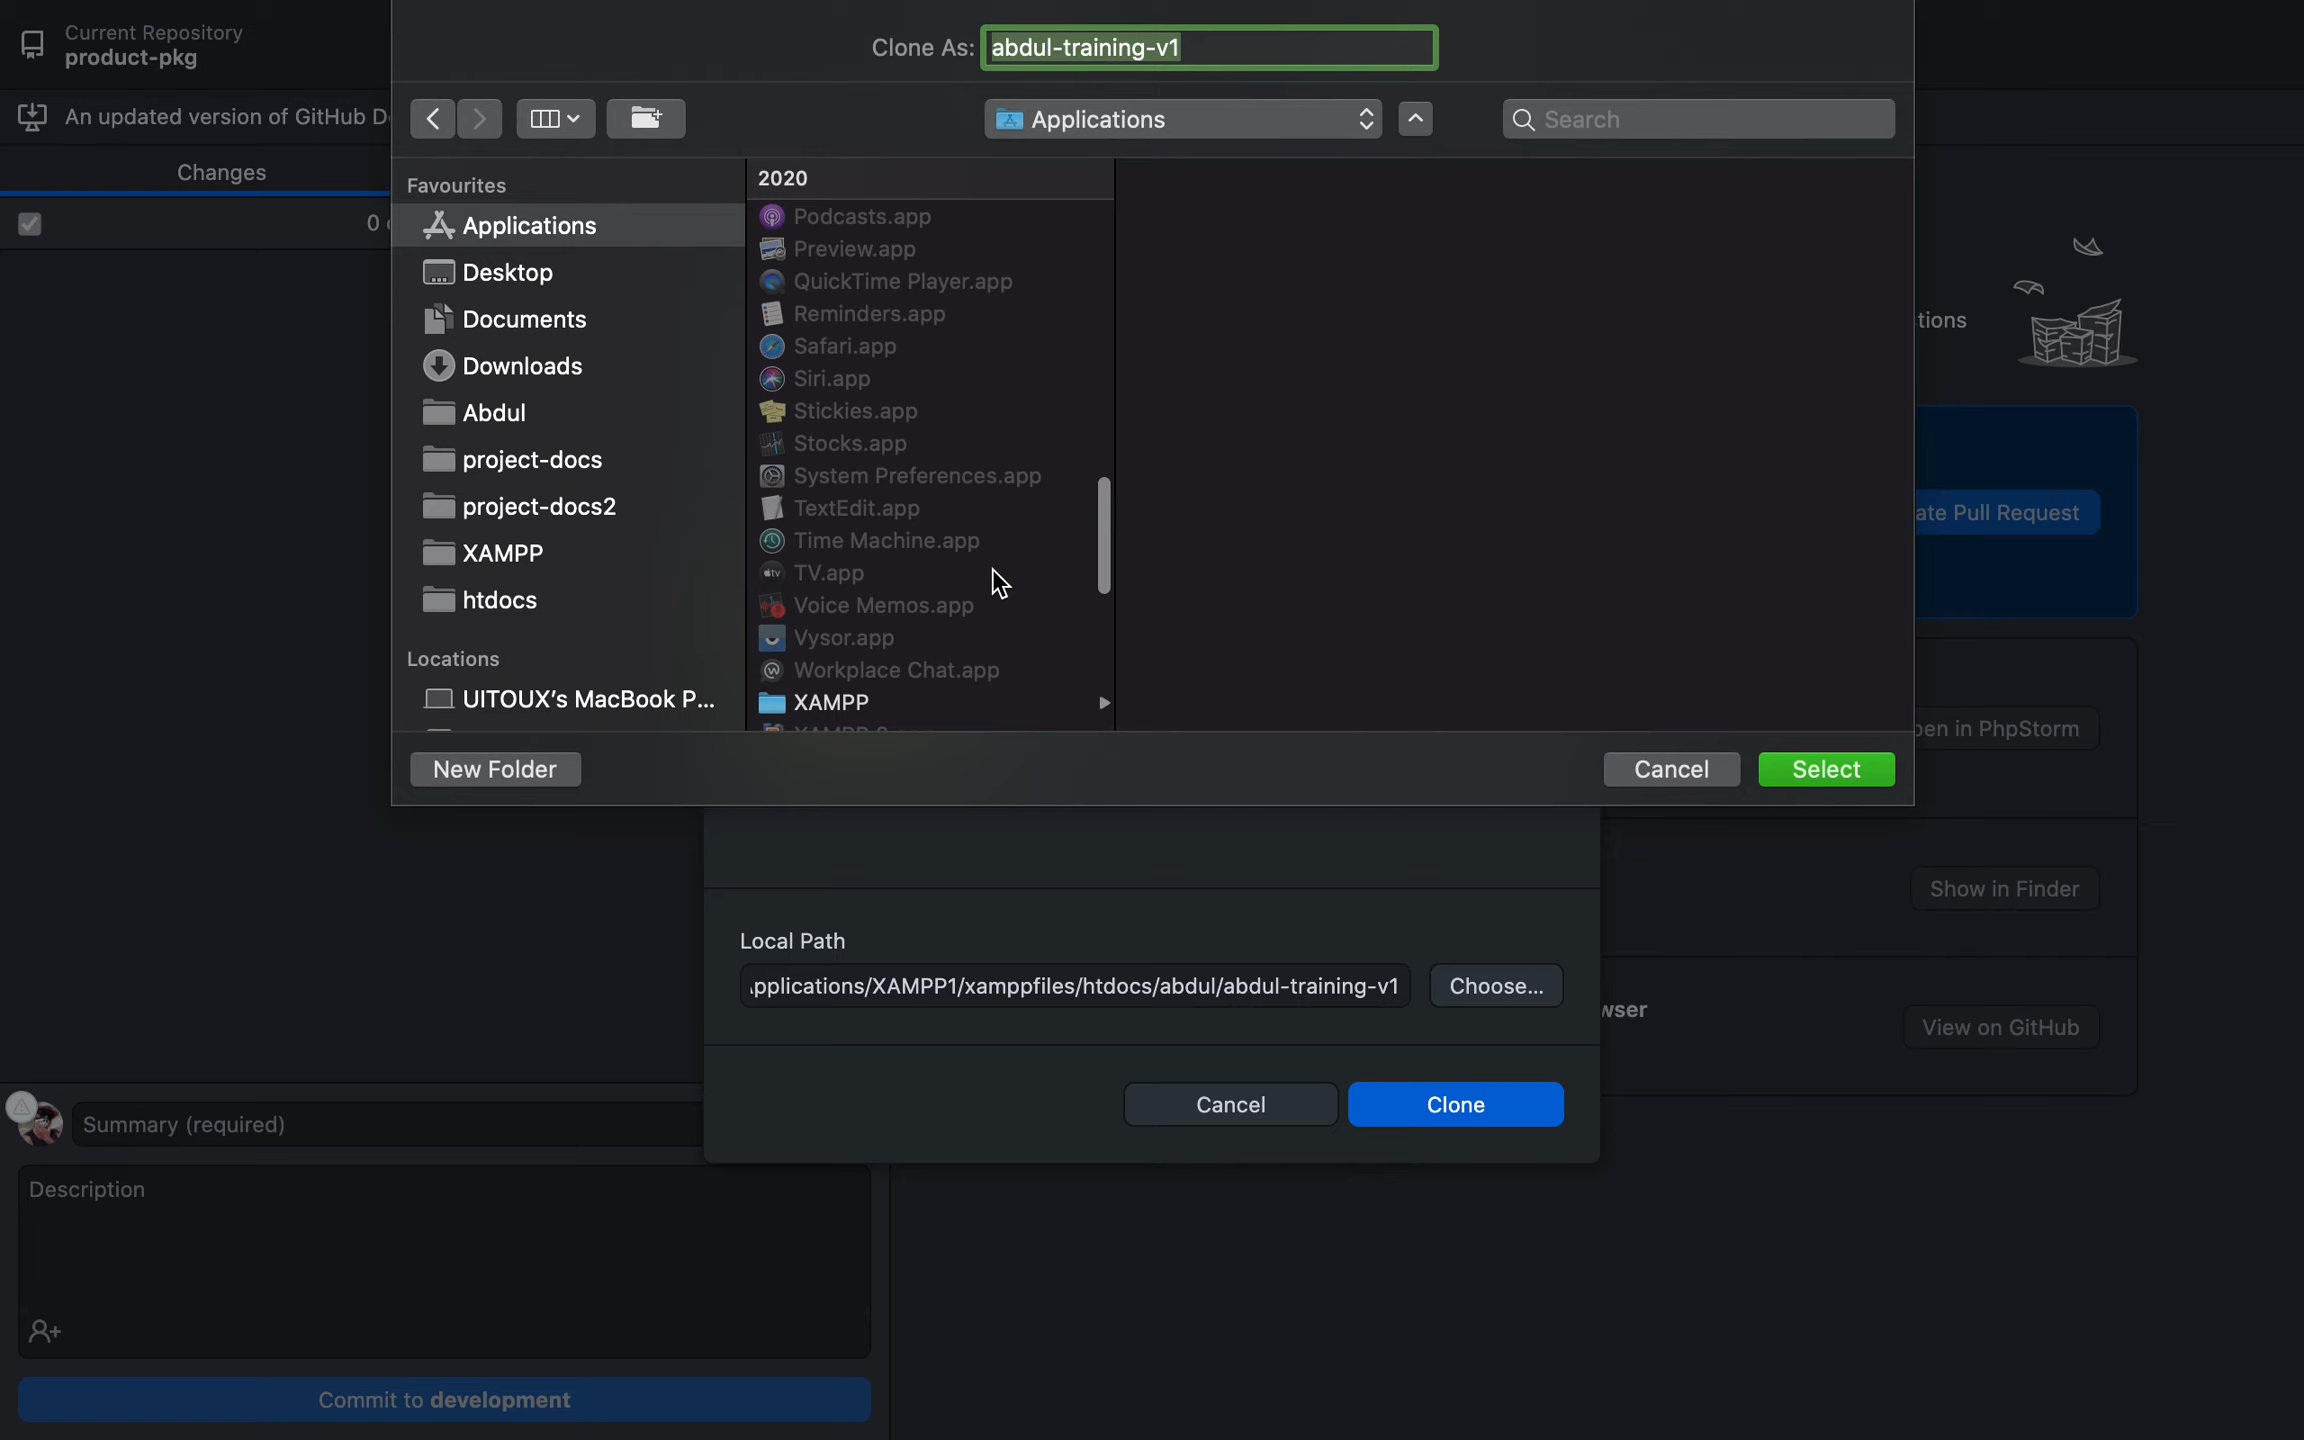 Current Repository
product-pkg
An updated version of GitHub D
Changes
0
Clone As: abdul-training-v1
Applications
Search
Favourites
Applications
Desktop
Documents
Downloads
Abdul
project-docs
project-docs2
XAMPP
htdocs
Locations
UITOUX's MacBook P...
2020
Podcasts.app
Preview.app
QuickTime Player.app
Reminders.app
Safari.app
Siri.app
Stickies.app
Stocks.app
System Preferences.app
TextEdit.app
Time Machine.app
tv TV.app
Voice Memos.app
Vysor.app
Workplace Chat.app
XAMPP
New Folder
Cancel
Select
tions
ate Pull Request
pen in PhpStorm
Show in Finder
wser
View on GitHub
Local Path
pplications/XAMPP1/xamppfiles/htdocs/abdul/abdul-training-v1
Choose...
Cancel
Clone
Summary (required)
Description
Commit to development